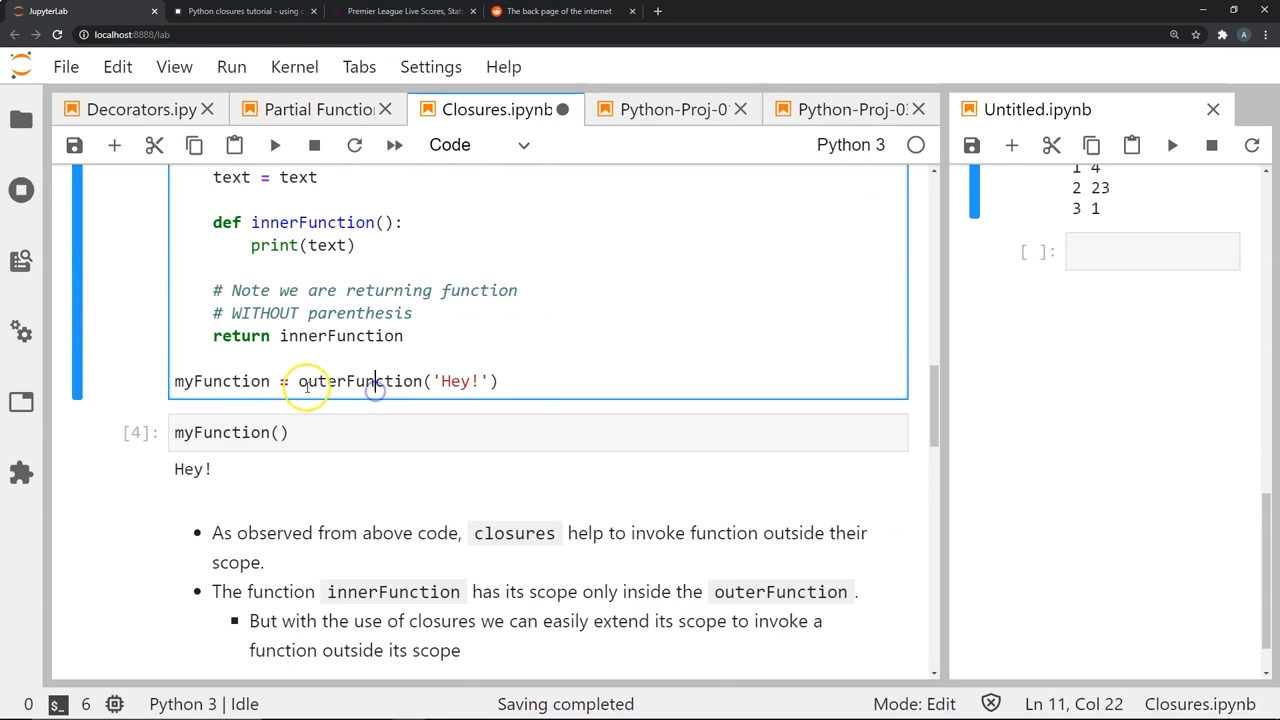 JupyterLab
Python closures tutorial - using c
Premier League Live Scores, Stat
The back page of the internet
localhost:8888/lab
A
File Edit View Run Kernel Tabs Settings Help
Decorators.ipy
Partial Functio
Closures.ipynb
Python-Proj-0
Python-Proj-0
Untitled.ipynb
Code
Python 3
text = text
def innerFunction():
print(text)
# Note we are returning function
# WITHOUT parenthesis
return innerFunction
myFunction = outerFunction('Hey!')
[4]: myFunction()
Hey!
• As observed from above code, closures help to invoke function outside their
scope.
• The function innerFunction has its scope only inside the outerFunction .
▪ But with the use of closures we can easily extend its scope to invoke a
function outside its scope
1 4
2 23
3 1
[ ]:
0 $_ 6 Python 3 | Idle Saving completed Mode: Edit Ln 11, Col 22 Closures.ipynb